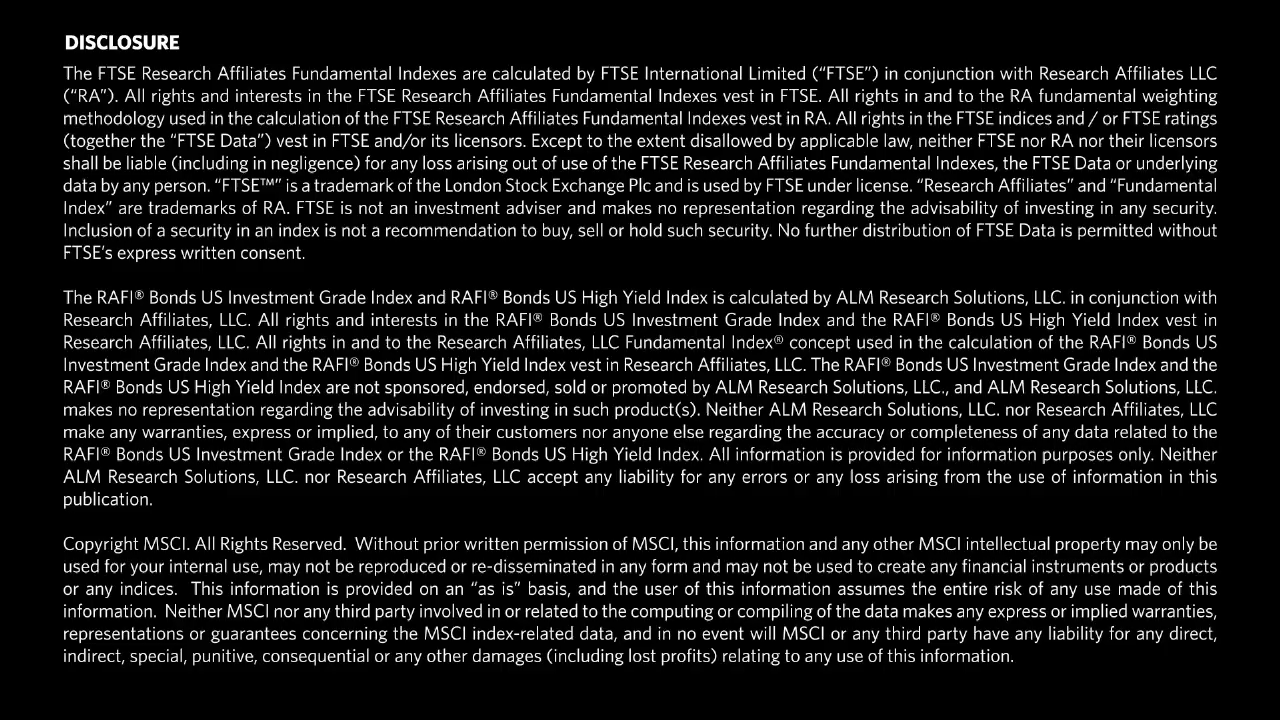 DISCLOSURE
The FTSE Research Affiliates Fundamental Indexes are calculated by FTSE International Limited (“FTSE”) in conjunction with Research Affiliates LLC
(“RA”). All rights and interests in the FTSE Research Affiliates Fundamental Indexes vest in FTSE. All rights in and to the RA fundamental weighting
methodology used in the calculation of the FTSE Research Affiliates Fundamental Indexes vest in RA. All rights in the FTSE indices and / or FTSE ratings
(together the “FTSE Data”) vest in FTSE and/or its licensors. Except to the extent disallowed by applicable law, neither FTSE nor RA nor their licensors
shall be liable (including in negligence) for any loss arising out of use of the FTSE Research Affiliates Fundamental Indexes, the FTSE Data or underlying
data by any person. “FTSE™” is a trademark of the London Stock Exchange Plc and is used by FTSE under license. “Research Affiliates” and “Fundamental
Index” are trademarks of RA. FTSE is not an investment adviser and makes no representation regarding the advisability of investing in any security.
Inclusion of a security in an index is not a recommendation to buy, sell or hold such security. No further distribution of FTSE Data is permitted without
FTSE’s express written consent.
The RAFI® Bonds US Investment Grade Index and RAFI® Bonds US High Yield Index is calculated by ALM Research Solutions, LLC. in conjunction with
Research Affiliates, LLC. All rights and interests in the RAFI® Bonds US Investment Grade Index and the RAFI® Bonds US High Yield Index vest in
Research Affiliates, LLC. All rights in and to the Research Affiliates, LLC Fundamental Index® concept used in the calculation of the RAFI® Bonds US
Investment Grade Index and the RAFI® Bonds US High Yield Index vest in Research Affiliates, LLC. The RAFI® Bonds US Investment Grade Index and the
RAFI® Bonds US High Yield Index are not sponsored, endorsed, sold or promoted by ALM Research Solutions, LLC., and ALM Research Solutions, LLC.
makes no representation regarding the advisability of investing in such product(s). Neither ALM Research Solutions, LLC. nor Research Affiliates, LLC
make any warranties, express or implied, to any of their customers nor anyone else regarding the accuracy or completeness of any data related to the
RAFI® Bonds US Investment Grade Index or the RAFI® Bonds US High Yield Index. All information is provided for information purposes only. Neither
ALM Research Solutions, LLC. nor Research Affiliates, LLC accept any liability for any errors or any loss arising from the use of information in this
publication.
Copyright MSCI. All Rights Reserved.  Without prior written permission of MSCI, this information and any other MSCI intellectual property may only be
used for your internal use, may not be reproduced or re-disseminated in any form and may not be used to create any financial instruments or products
or any indices.  This information is provided on an “as is” basis, and the user of this information assumes the entire risk of any use made of this
information.  Neither MSCI nor any third party involved in or related to the computing or compiling of the data makes any express or implied warranties,
representations or guarantees concerning the MSCI index-related data, and in no event will MSCI or any third party have any liability for any direct,
indirect, special, punitive, consequential or any other damages (including lost profits) relating to any use of this information.